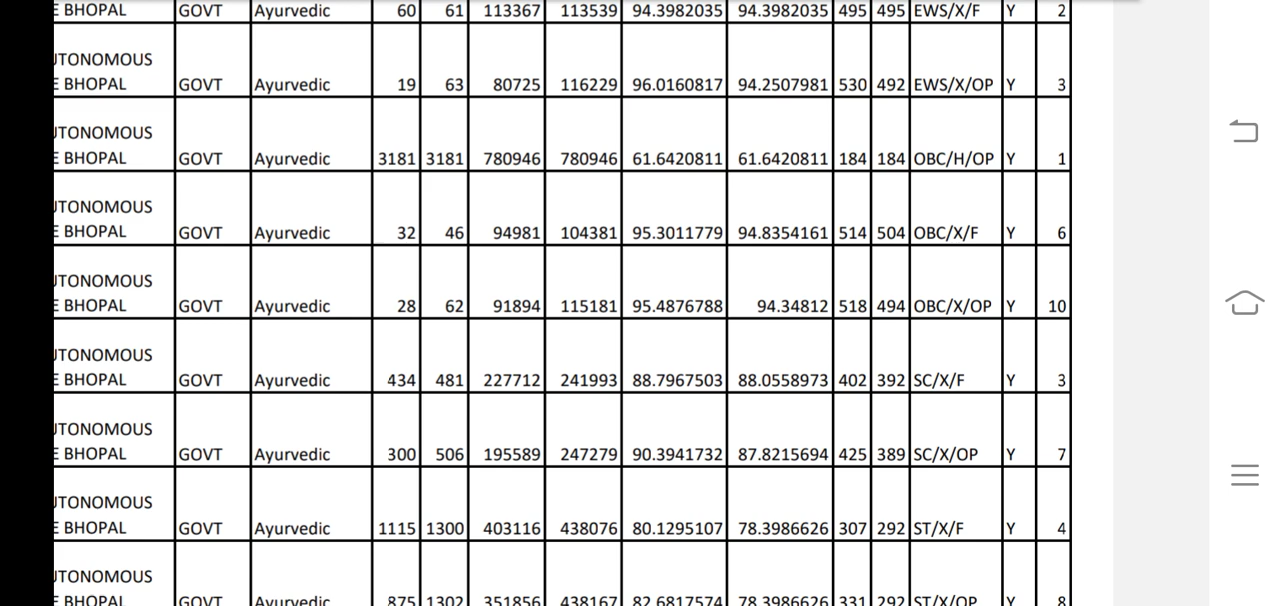 E BHOPAL GOVT Ayurvedic 60 61 113367 113539 94.3982035 94.3982035 495 495 EWS/X/F Y 2
UTONOMOUS
E BHOPAL GOVT Ayurvedic 19 63 80725 116229 96.0160817 94.2507981 530 492 EWS/X/OP Y 3
UTONOMOUS
E BHOPAL GOVT Ayurvedic 3181 3181 780946 780946 61.6420811 61.6420811 184 184 OBC/H/OP Y 1
UTONOMOUS
E BHOPAL GOVT Ayurvedic 32 46 94981 104381 95.3011779 94.8354161 514 504 OBC/X/F Y 6
UTONOMOUS
E BHOPAL GOVT Ayurvedic 28 62 91894 115181 95.4876788 94.34812 518 494 OBC/X/OP Y 10
UTONOMOUS
E BHOPAL GOVT Ayurvedic 434 481 227712 241993 88.7967503 88.0558973 402 392 SC/X/F Y 3
UTONOMOUS
E BHOPAL GOVT Ayurvedic 300 506 195589 247279 90.3941732 87.8215694 425 389 SC/X/OP Y 7
UTONOMOUS
E BHOPAL GOVT Ayurvedic 1115 1300 403116 438076 80.1295107 78.3986626 307 292 ST/X/F Y 4
UTONOMOUS
E BHOPAL GOVT Ayurvedic 875 1302 351856 438167 82.6817574 78.3986626 331 292 ST/X/OP Y 8